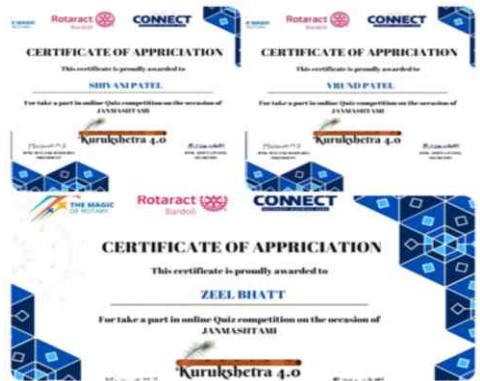 Rotaract
Bardoli
CONNECT
CERTIFICATE OF APPRICIATION
This certificate is proudly awarded to
SHIVANI PATEL
For take a part in online Quiz competition on the occasion of
JANMASHTAMI
Kurukshetra 4.0
Rotaract
Bardoli
CONNECT
CERTIFICATE OF APPRICIATION
This certificate is proudly awarded to
VRUND PATEL
For take a part in online Quiz competition on the occasion of
JANMASHTAMI
Kurukshetra 4.0
THE MAGIC
OF ROTARY
Rotaract
Bardoli
CONNECT
CERTIFICATE OF APPRICIATION
This certificate is proudly awarded to
ZEEL BHATT
For take a part in online Quiz competition on the occasion of
JANMASHTAMI
Kurukshetra 4.0